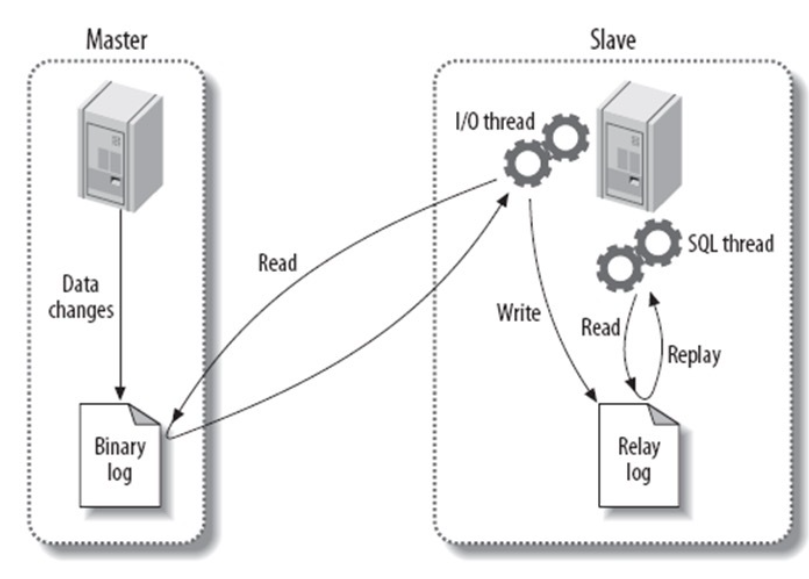 Master
Slave
I/O thread
SQL thread
Read
Data
changes
Write
Read
Replay
Binary
log
Relay
log